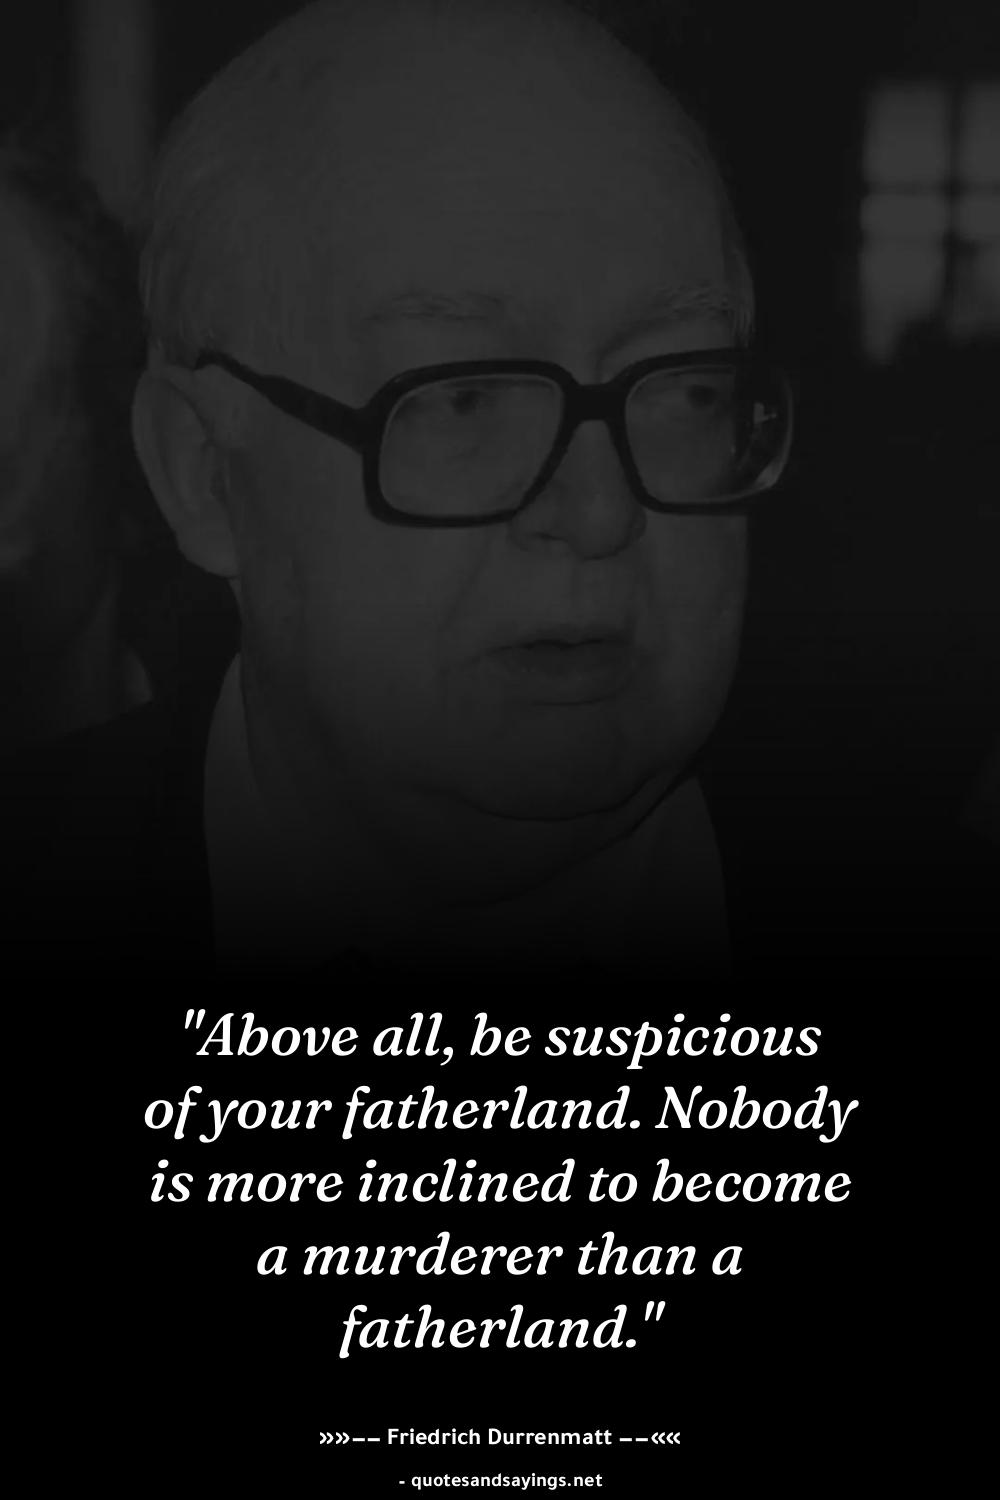 "Above all, be suspicious
of your fatherland. Nobody
is more inclined to become
a murderer than a
fatherland."
»»–– Friedrich Durrenmatt ––««
- quotesandsayings.net